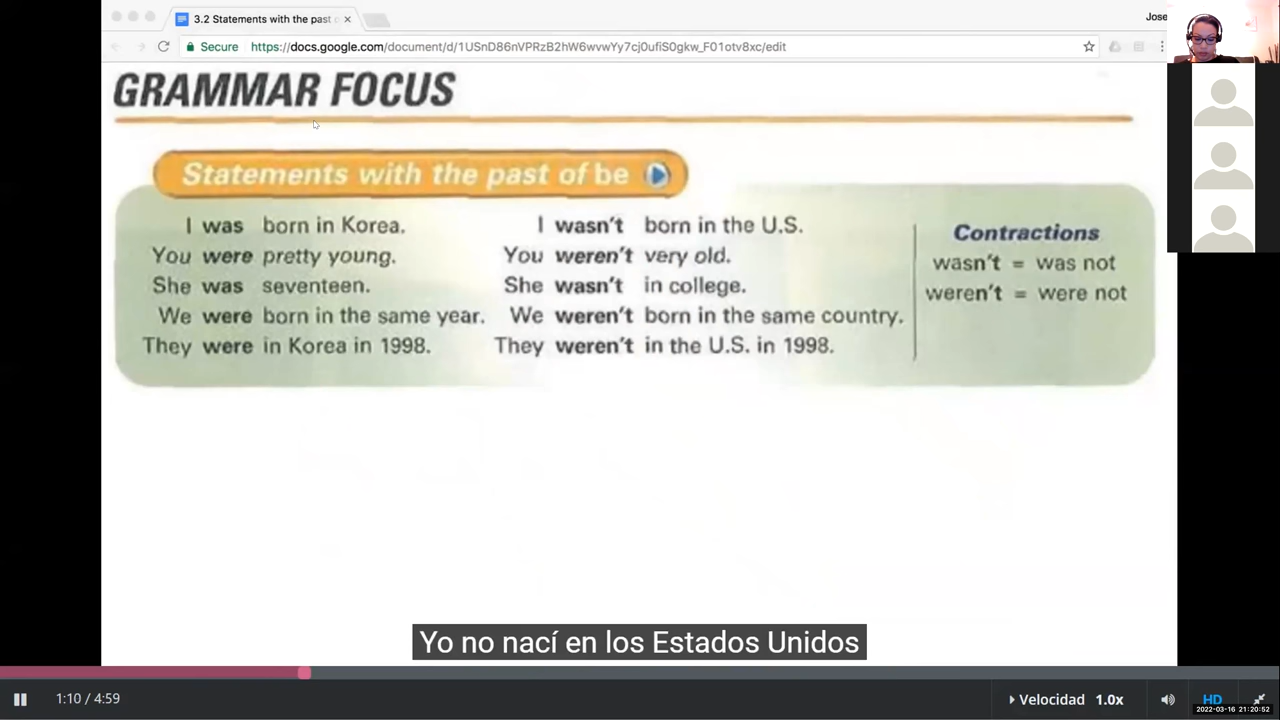 3.2 Statements with the past o
Jose
Secure https://docs.google.com/document/d/1USnD86nVPRzB2hW6wvwYy7cj0ufiS0gkw_F01otv8xc/edit
GRAMMAR FOCUS
Statements with the past of be
I was born in Korea. I wasn't born in the U.S.
You were pretty young. You weren't very old.
She was seventeen. She wasn't in college.
We were born in the same year. We weren't born in the same country.
They were in Korea in 1998. They weren't in the U.S. in 1998.
Contractions
wasn't = was not
weren't = were not
Yo no nací en los Estados Unidos
1:10 / 4:59
Velocidad 1.0x
HD
2022-03-16 21:20:52